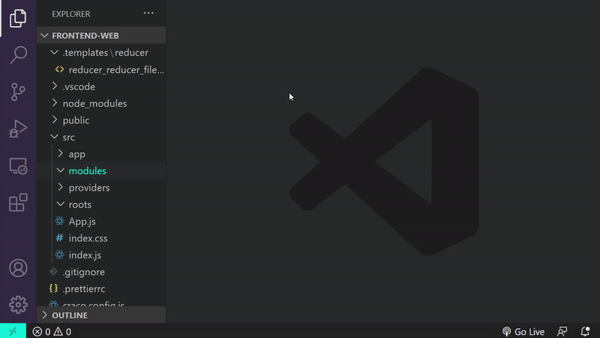 EXPLORER
FRONTEND-WEB
.templates \ reducer
reducer_reducer_file...
.vscode
node_modules
public
src
app
modules
providers
roots
App.js
index.css
index.js
.gitignore
.prettierrc
craco.config.js
OUTLINE
0 0 Go Live